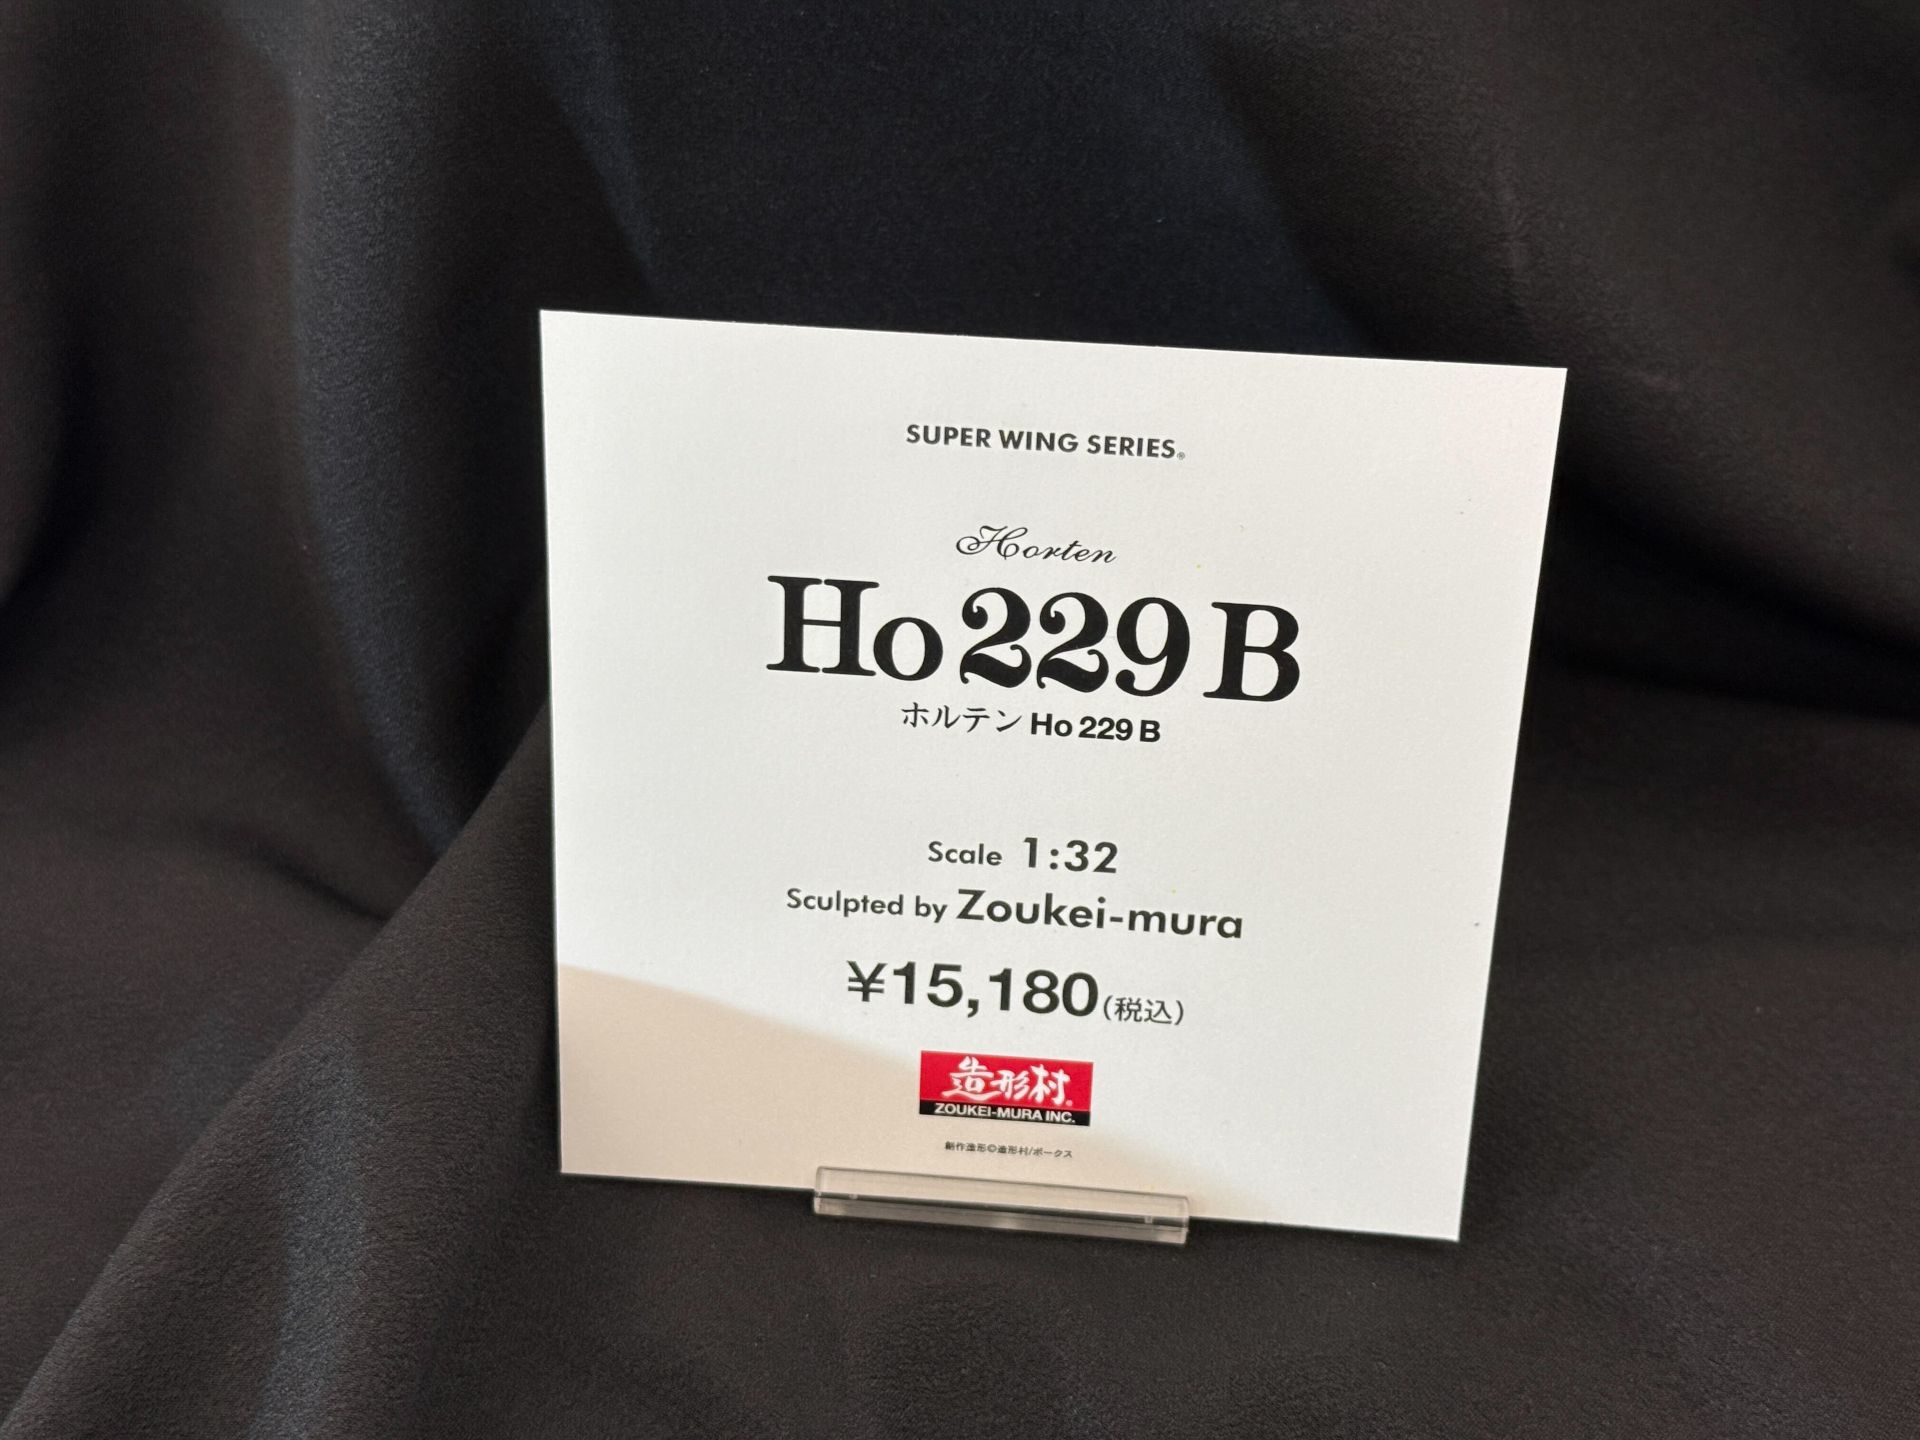 SUPER WING SERIES®
Horten
Ho 229 B
ホルテン Ho 229 B
Scale 1:32
Sculpted by Zoukei-mura
¥15,180(税込)
造形村®
ZOUKEI-MURA INC.
創作造形©造形村/ボークス